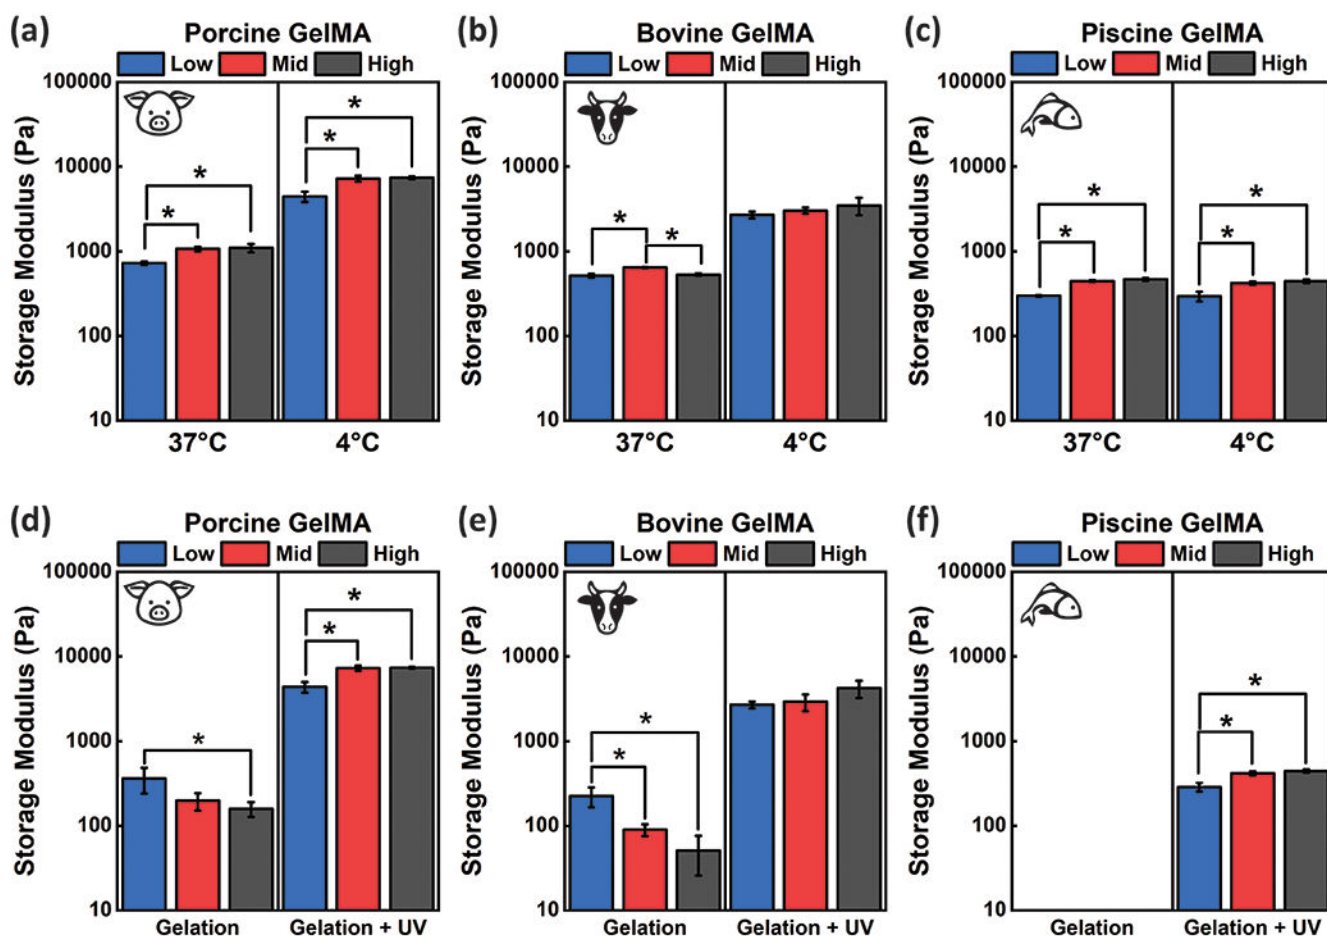 (a) Porcine GelMA
Low Mid High
Storage Modulus (Pa)
100000
10000
1000
100
10
* * * *
37°C 4°C
(b) Bovine GelMA
Low Mid High
Storage Modulus (Pa)
100000
10000
1000
100
10
* *
37°C 4°C
(c) Piscine GelMA
Low Mid High
Storage Modulus (Pa)
100000
10000
1000
100
10
* * * *
37°C 4°C
(d) Porcine GelMA
Low Mid High
Storage Modulus (Pa)
100000
10000
1000
100
10
* * *
Gelation Gelation + UV
(e) Bovine GelMA
Low Mid High
Storage Modulus (Pa)
100000
10000
1000
100
10
* *
Gelation Gelation + UV
(f) Piscine GelMA
Low Mid High
Storage Modulus (Pa)
100000
10000
1000
100
10
* *
Gelation Gelation + UV